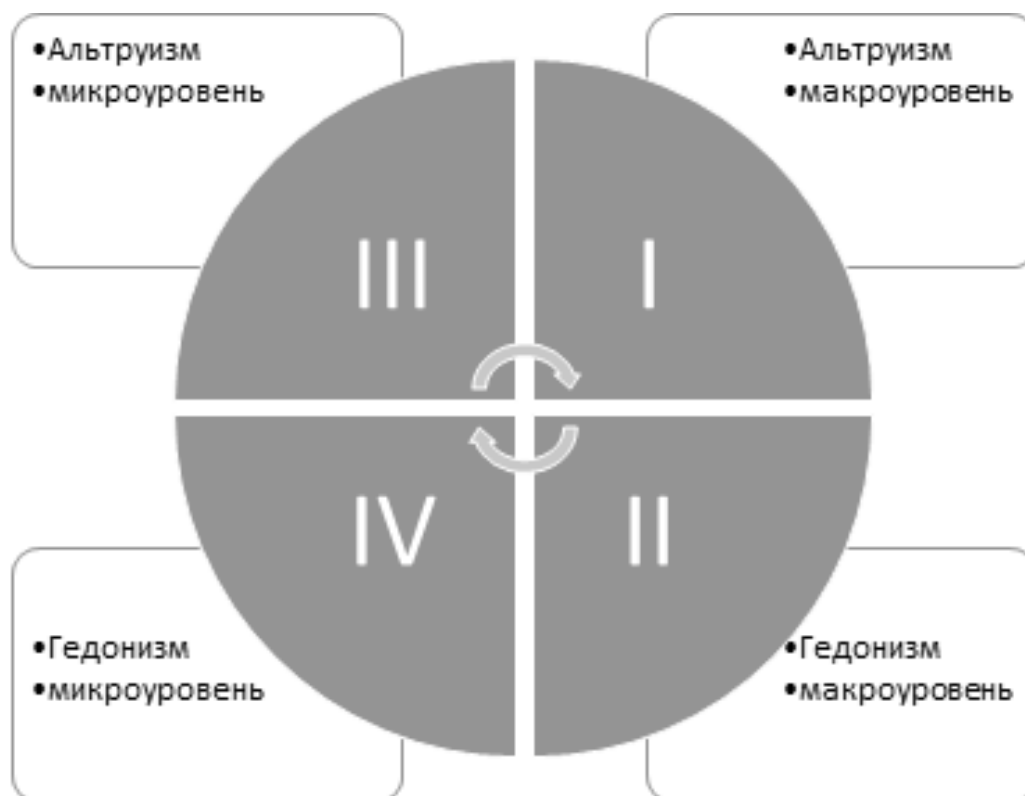 •Альтруизм
•микроуровень
•Альтруизм
•макроуровень
III
I
IV
II
•Гедонизм
•микроуровень
•Гедонизм
•макроуровень